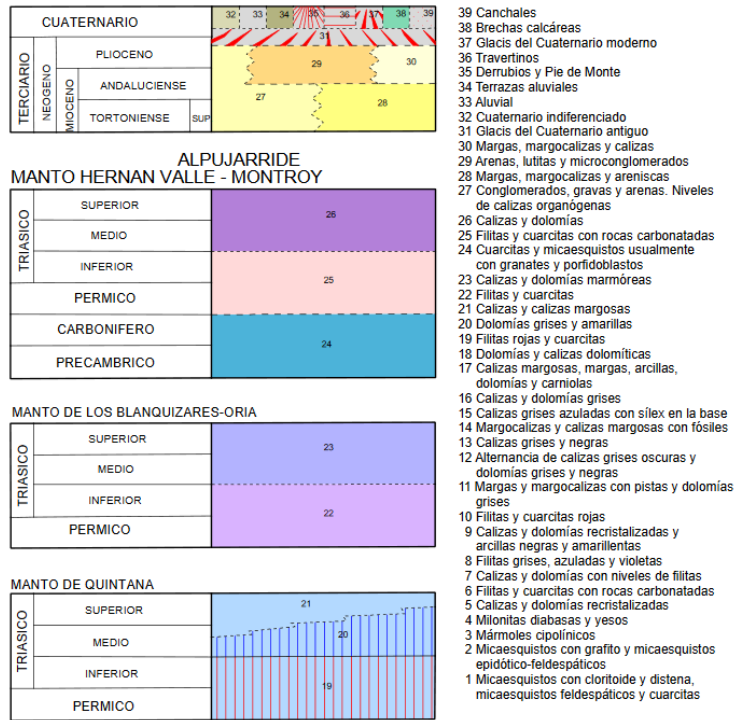 CUATERNARIO
TERCIARIO
NEOGENO
MIOCENO
PLIOCENO
ANDALUCIENSE
TORTONIENSE
SUP
32 33 34 35 36 37 38 39
31
29
30
27
28
ALPUJARRIDE
MANTO HERNAN VALLE - MONTROY
TRIASICO
SUPERIOR
MEDIO
INFERIOR
PERMICO
CARBONIFERO
PRECAMBRICO
26
25
24
MANTO DE LOS BLANQUIZARES-ORIA
TRIASICO
SUPERIOR
MEDIO
INFERIOR
PERMICO
23
22
MANTO DE QUINTANA
TRIASICO
SUPERIOR
MEDIO
INFERIOR
PERMICO
21
20
19
39 Canchales
38 Brechas calcáreas
37 Glacis del Cuaternario moderno
36 Travertinos
35 Derrubios y Pie de Monte
34 Terrazas aluviales
33 Aluvial
32 Cuaternario indiferenciado
31 Glacis del Cuaternario antiguo
30 Margas, margocalizas y calizas
29 Arenas, lutitas y microconglomerados
28 Margas, margocalizas y areniscas
27 Conglomerados, gravas y arenas. Niveles
de calizas organógenas
26 Calizas y dolomías
25 Filitas y cuarcitas con rocas carbonatadas
24 Cuarcitas y micaesquistos usualmente
con granates y porfidoblastos
23 Calizas y dolomías marmóreas
22 Filitas y cuarcitas
21 Calizas y calizas margosas
20 Dolomías grises y amarillas
19 Filitas rojas y cuarcitas
18 Dolomías y calizas dolomíticas
17 Calizas margosas, margas, arcillas,
dolomías y carniolas
16 Calizas y dolomías grises
15 Calizas grises azuladas con sílex en la base
14 Margocalizas y calizas margosas con fósiles
13 Calizas grises y negras
12 Alternancia de calizas grises oscuras y
dolomías grises y negras
11 Margas y margocalizas con pistas y dolomías
grises
10 Filitas y cuarcitas rojas
9 Calizas y dolomías recristalizadas y
arcillas negras y amarillentas
8 Filitas grises, azuladas y violetas
7 Calizas y dolomías con niveles de filitas
6 Filitas y cuarcitas con rocas carbonatadas
5 Calizas y dolomías recristalizadas
4 Milonitas diabasas y yesos
3 Mármoles cipolínicos
2 Micaesquistos con grafito y micaesquistos
epidótico-feldespáticos
1 Micaesquistos con cloritoide y distena,
micaesquistos feldespáticos y cuarcitas